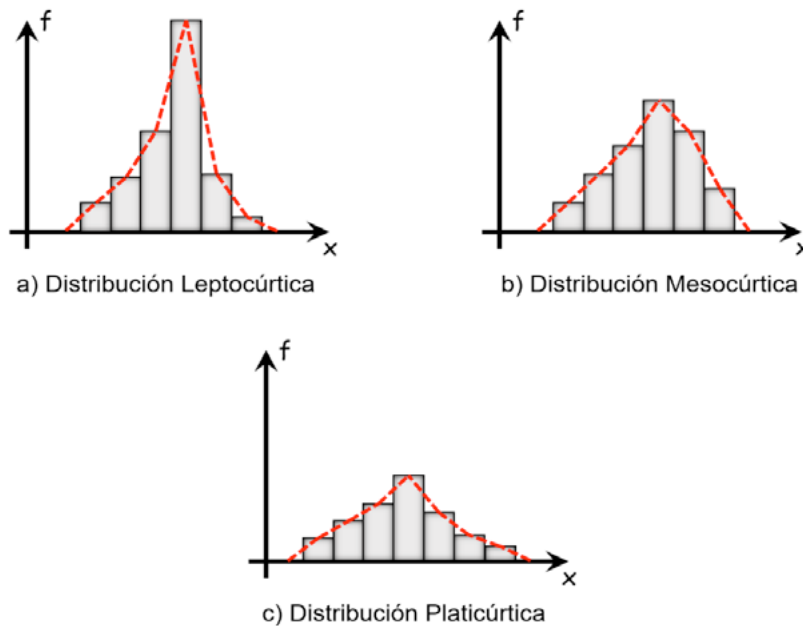 f
x
a) Distribución Leptocúrtica
f
x
b) Distribución Mesocúrtica
f
x
c) Distribución Platicúrtica